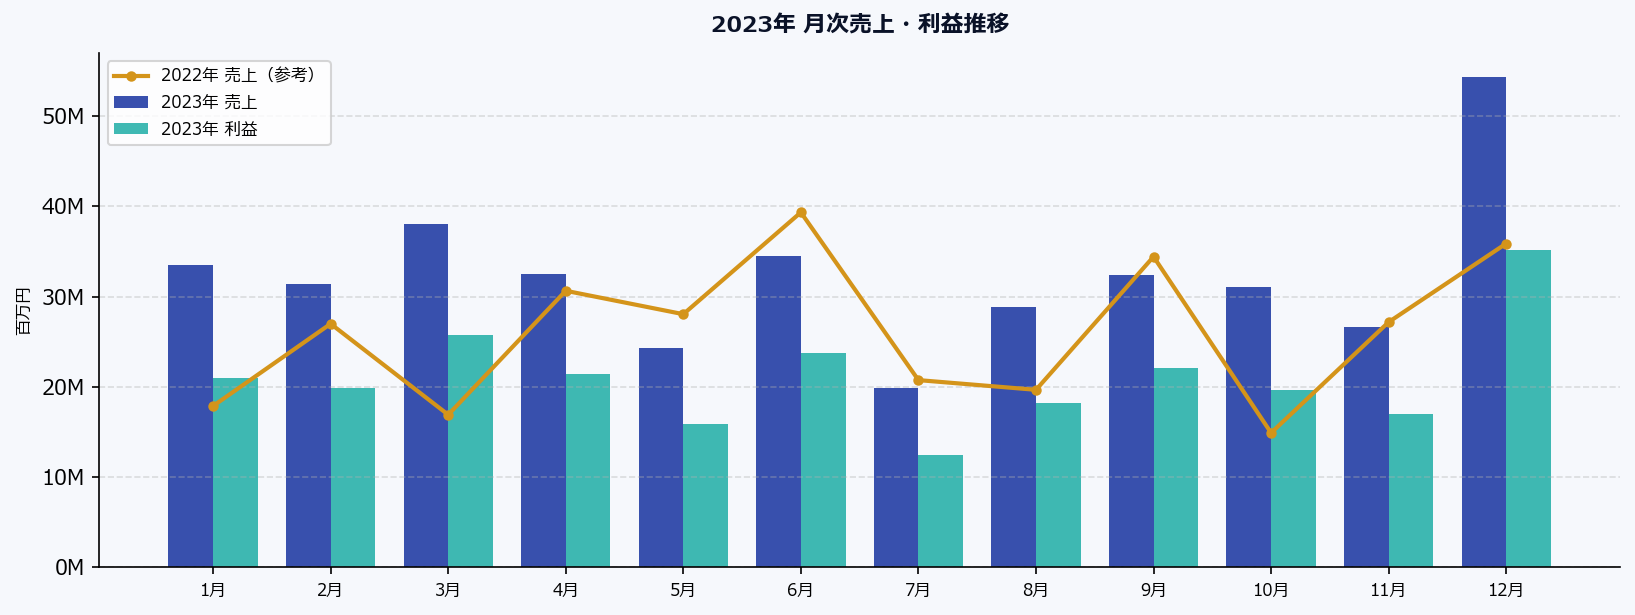 2023年 月次売上・利益推移
2022年 売上（参考）
2023年 売上
2023年 利益
百万円
50M
40M
30M
20M
10M
0M
1月 2月 3月 4月 5月 6月 7月 8月 9月 10月 11月 12月